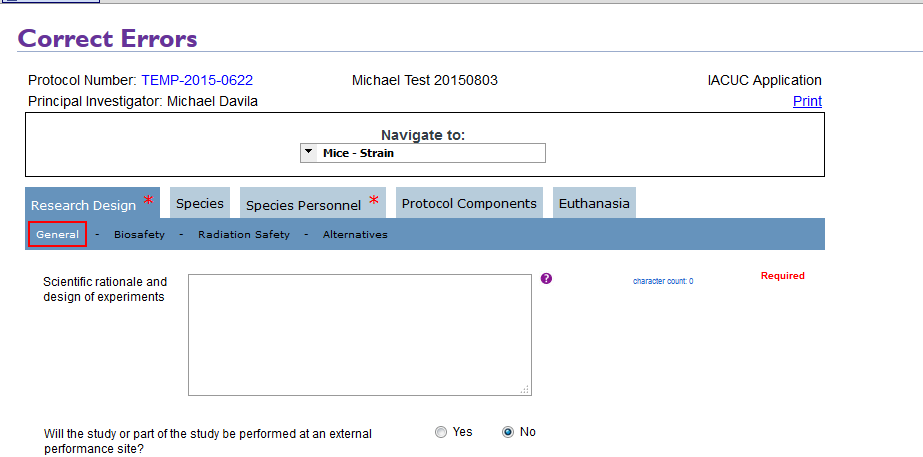 Correct Errors
Protocol Number: TEMP-2015-0622 Michael Test 20150803 IACUC Application
Principal Investigator: Michael Davila Print
Navigate to:
Mice - Strain
Research Design * Species Species Personnel * Protocol Components Euthanasia
General - Biosafety - Radiation Safety - Alternatives
Scientific rationale and ? character count: 0 Required
design of experiments
Will the study or part of the study be performed at an external Yes No
performance site?